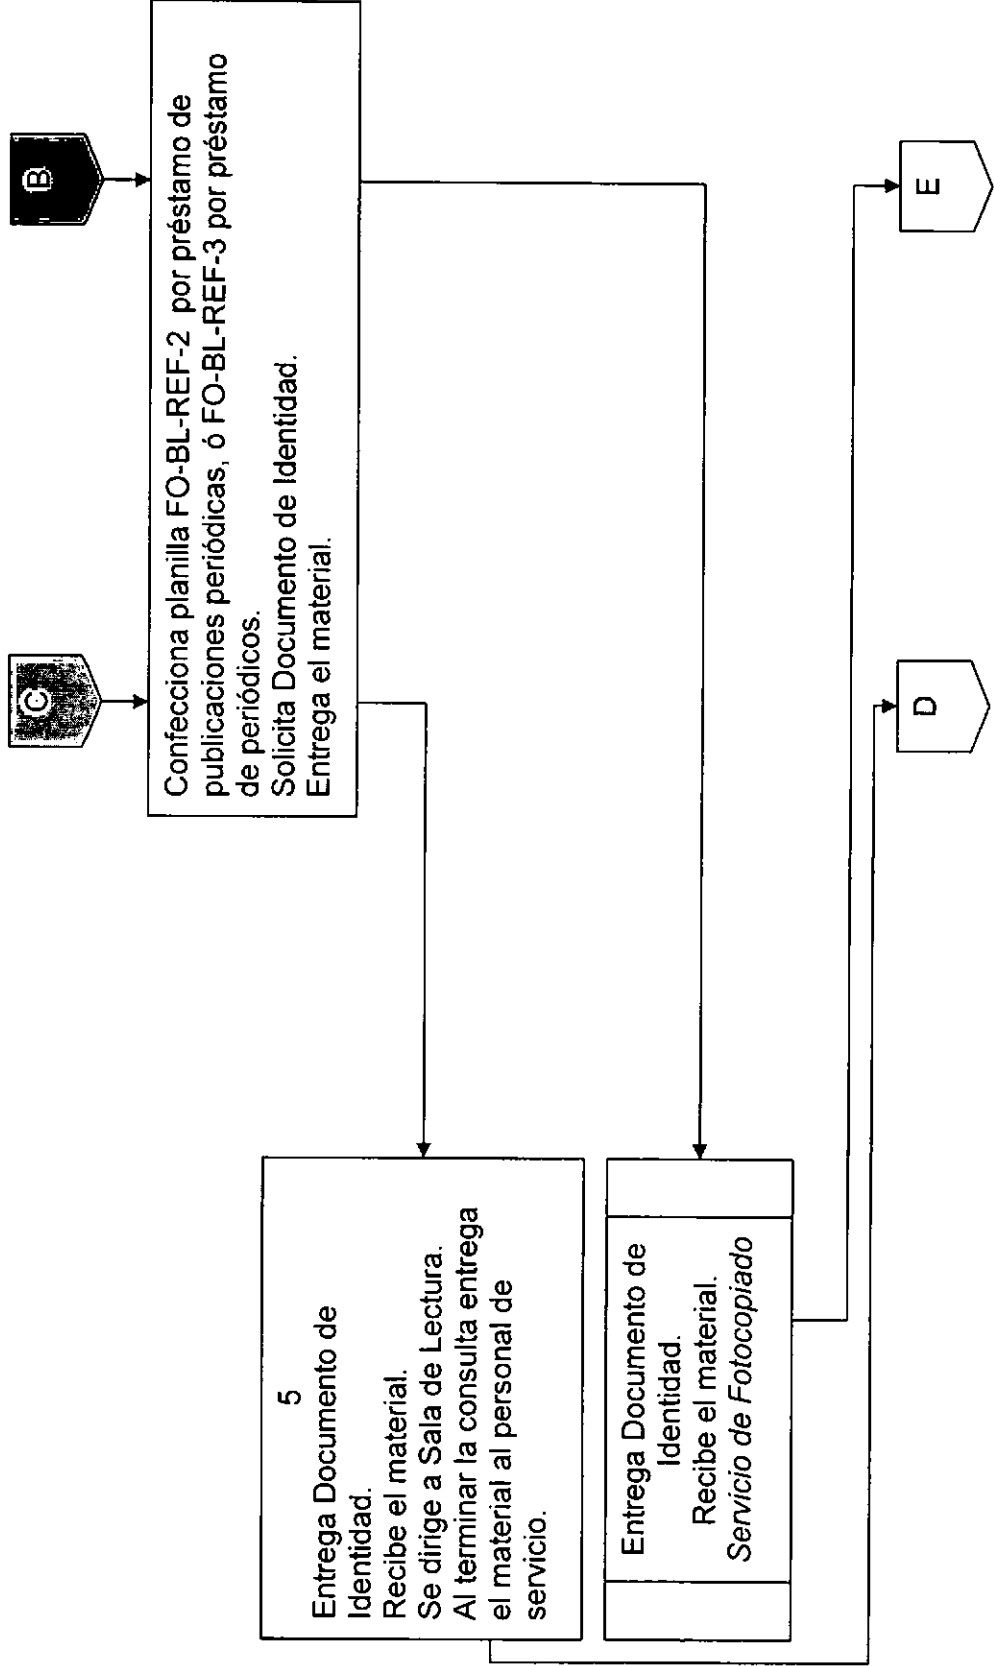 C
B
Confecciona planilla FO-BL-REF-2 por préstamo de
publicaciones periódicas, ó FO-BL-REF-3 por préstamo
de periódicos.
Solicita Documento de Identidad.
Entrega el material.
5
Entrega Documento de
Identidad.
Recibe el material.
Se dirige a Sala de Lectura.
Al terminar la consulta entrega
el material al personal de
servicio.
Entrega Documento de
Identidad.
Recibe el material.
Servicio de Fotocopiado
D
E